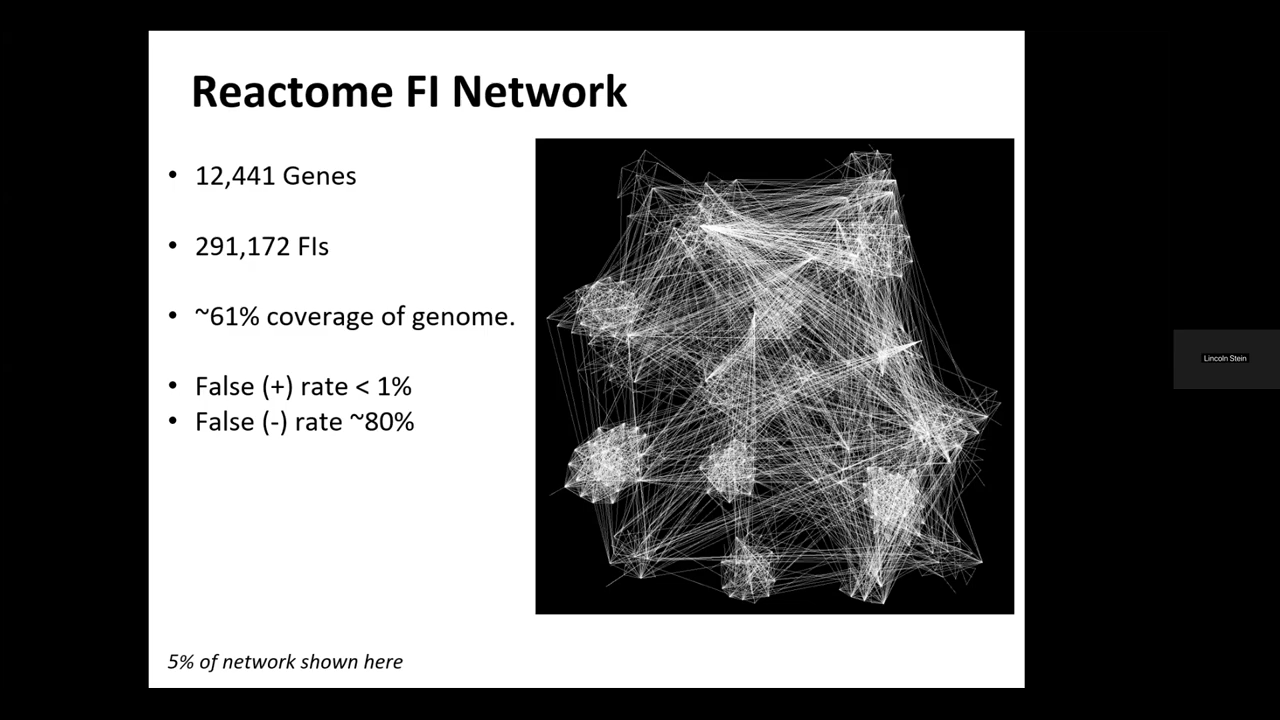 Reactome FI Network
• 12,441 Genes
• 291,172 FIs
• ~61% coverage of genome.
• False (+) rate < 1%
• False (-) rate ~80%
5% of network shown here
Lincoln Stein